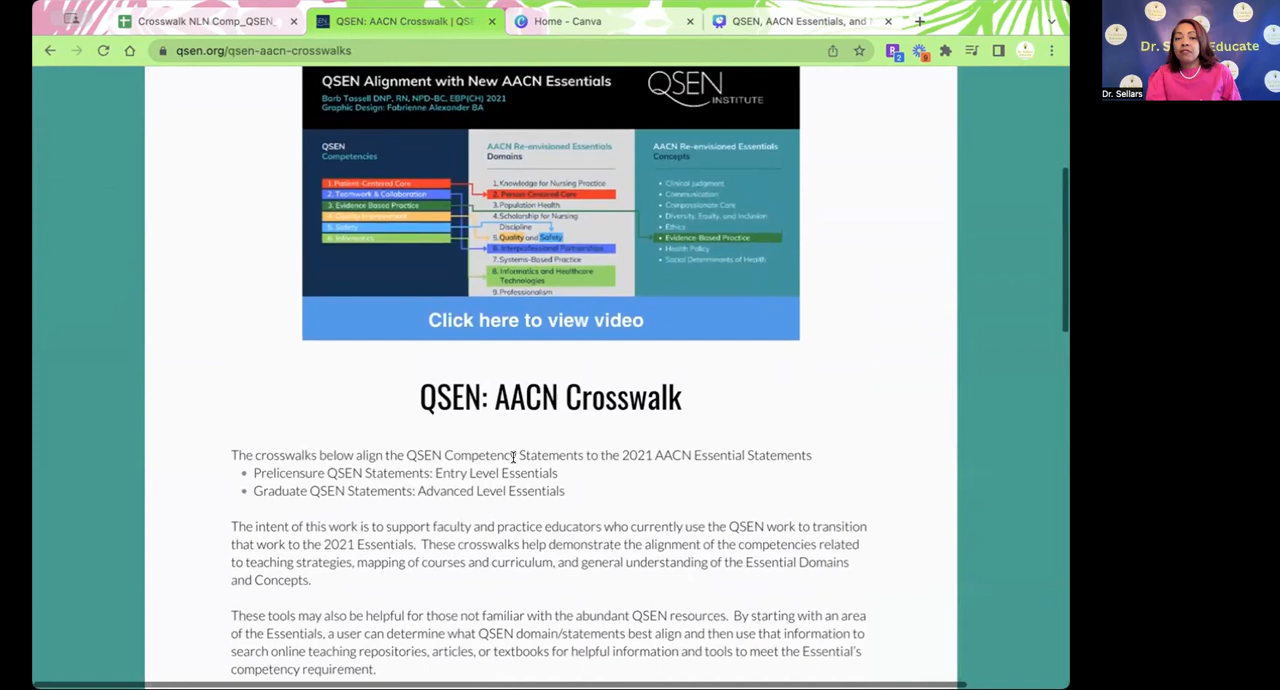 Crosswalk NLN Comp_QSEN_
QSEN: AACN Crosswalk | QSE
Home - Canva
QSEN, AACN Essentials, and
qsen.org/qsen-aacn-crosswalks
2
9
QSEN Alignment with New AACN Essentials
Barb Tassell DNP, RN, NPD-BC, EBP(CH) 2021
Graphic Design: Fabrienne Alexander BA
QSEN
INSTITUTE
QSEN
Competencies
1. Patient-Centered Care
2. Teamwork & Collaboration
3. Evidence Based Practice
4. Quality Improvement
5. Safety
6. Informatics
AACN Re-envisioned Essentials
Domains
1. Knowledge for Nursing Practice
2. Person-Centered Care
3. Population Health
4. Scholarship for Nursing
Discipline
5. Quality and Safety
6. Interprofessional Partnerships
7. Systems-Based Practice
8. Informatics and Healthcare
Technologies
9. Professionalism
AACN Re-envisioned Essentials
Concepts
• Clinical Judgment
• Communication
• Compassionate Care
• Diversity, Equity, and Inclusion
• Ethics
• Evidence-Based Practice
• Health Policy
• Social Determinants of Health
Click here to view video
QSEN: AACN Crosswalk
The crosswalks below align the QSEN Competency Statements to the 2021 AACN Essential Statements
• Prelicensure QSEN Statements: Entry Level Essentials
• Graduate QSEN Statements: Advanced Level Essentials
The intent of this work is to support faculty and practice educators who currently use the QSEN work to transition
that work to the 2021 Essentials. These crosswalks help demonstrate the alignment of the competencies related
to teaching strategies, mapping of courses and curriculum, and general understanding of the Essential Domains
and Concepts.
These tools may also be helpful for those not familiar with the abundant QSEN resources. By starting with an area
of the Essentials, a user can determine what QSEN domain/statements best align and then use that information to
search online teaching repositories, articles, or textbooks for helpful information and tools to meet the Essential's
competency requirement.
Dr. S Educate
Dr. Sellars